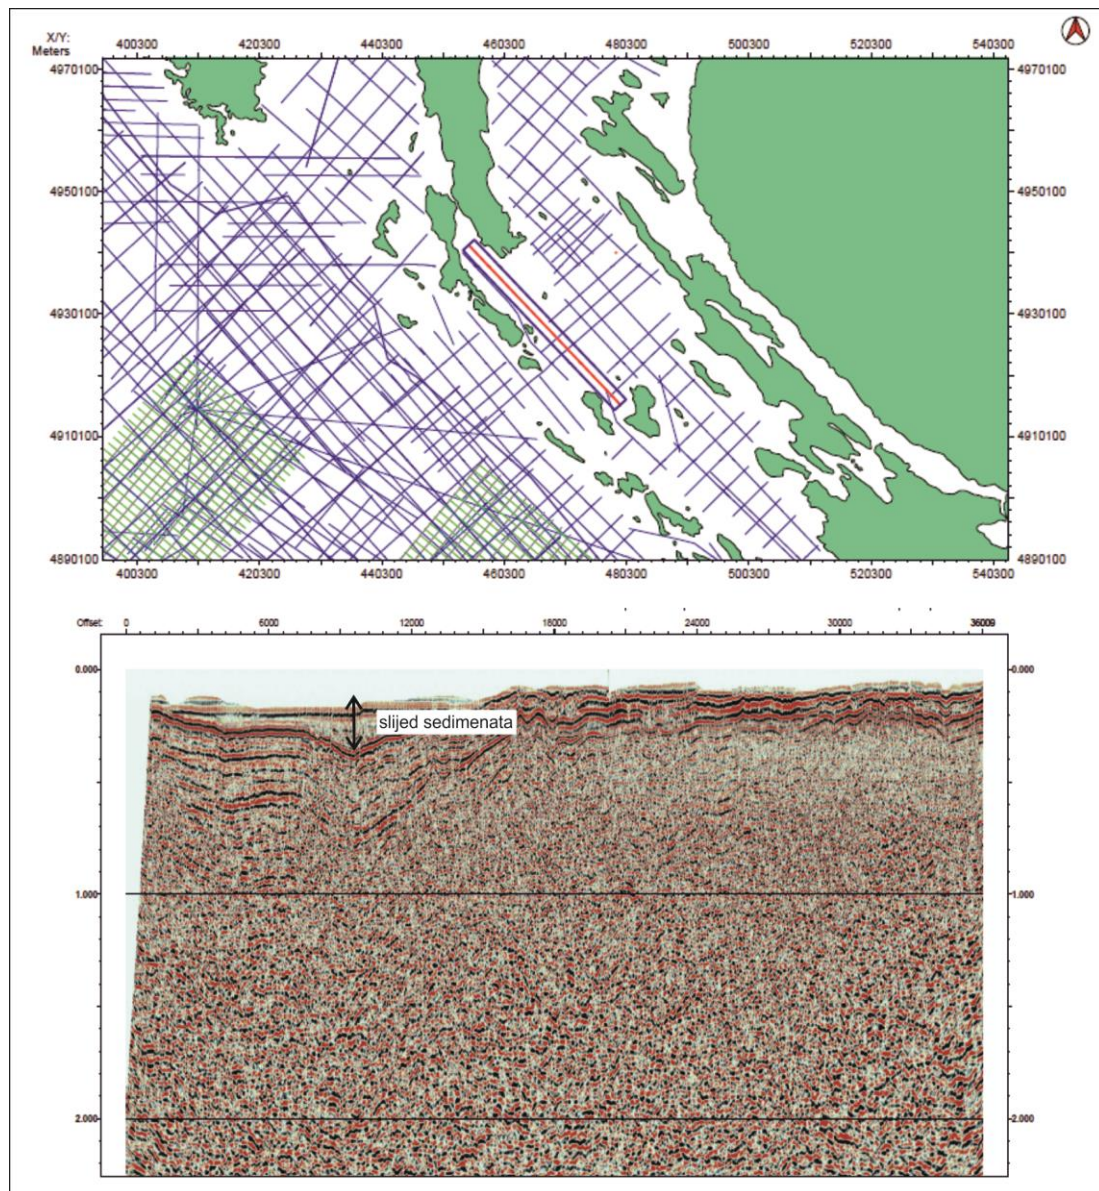 X/Y:
Meters
400300 420300 440300 460300 480300 500300 520300 540300
4970100 4970100
4950100 4950100
4930100 4930100
4910100 4910100
4890100 4890100
400300 420300 440300 460300 480300 500300 520300 540300
Offset: 0 6000 12000 18000 24000 30000 36009
0.000 0.000
slijed sedimenata
1.000 1.000
2.000 2.000